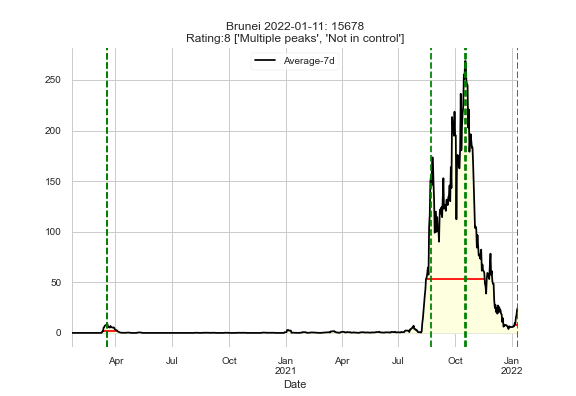 Brunei 2022-01-11: 15678
Rating:8 ['Multiple peaks', 'Not in control']
Average-7d
250
200
150
100
50
0
Apr Jul Oct Jan Apr Jul Oct Jan
2021 2022
Date